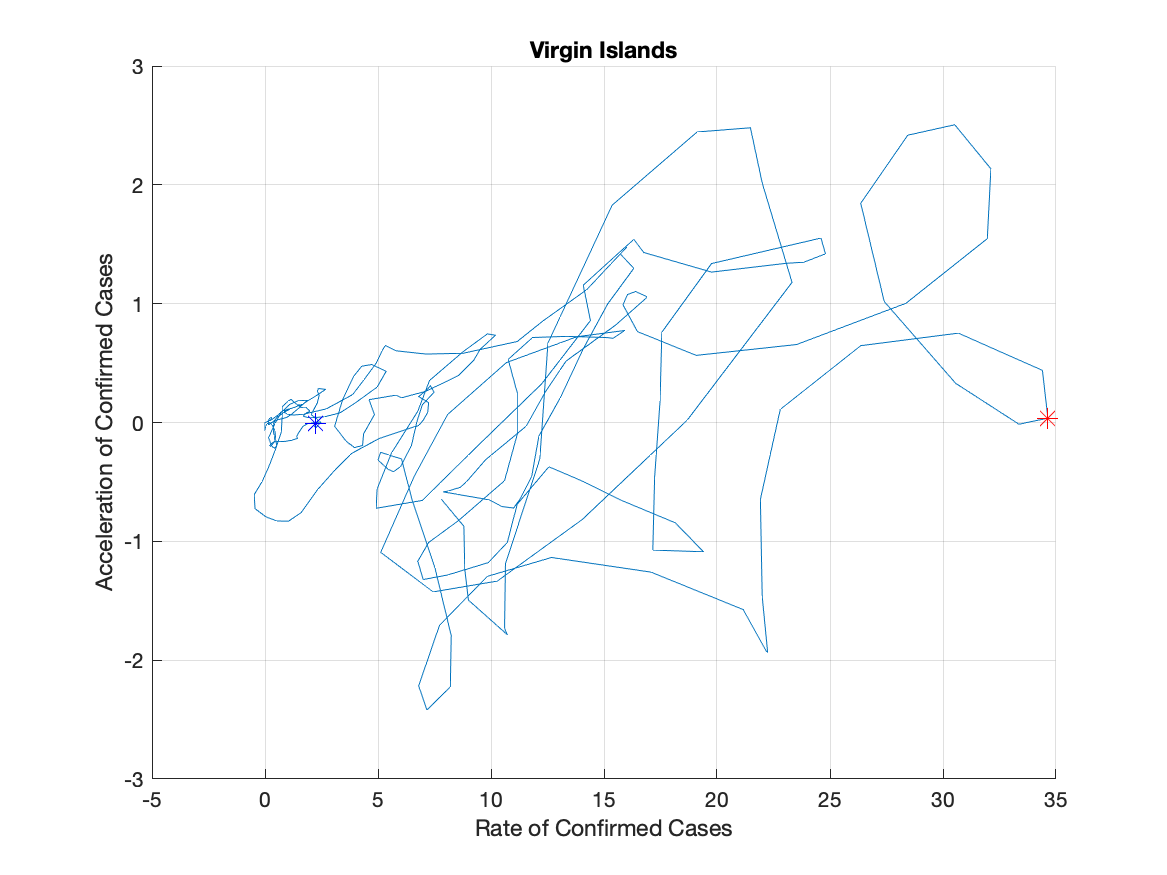 Virgin Islands
3
2
1
0
-1
-2
-3
Acceleration of Confirmed Cases
-5 0 5 10 15 20 25 30 35
Rate of Confirmed Cases